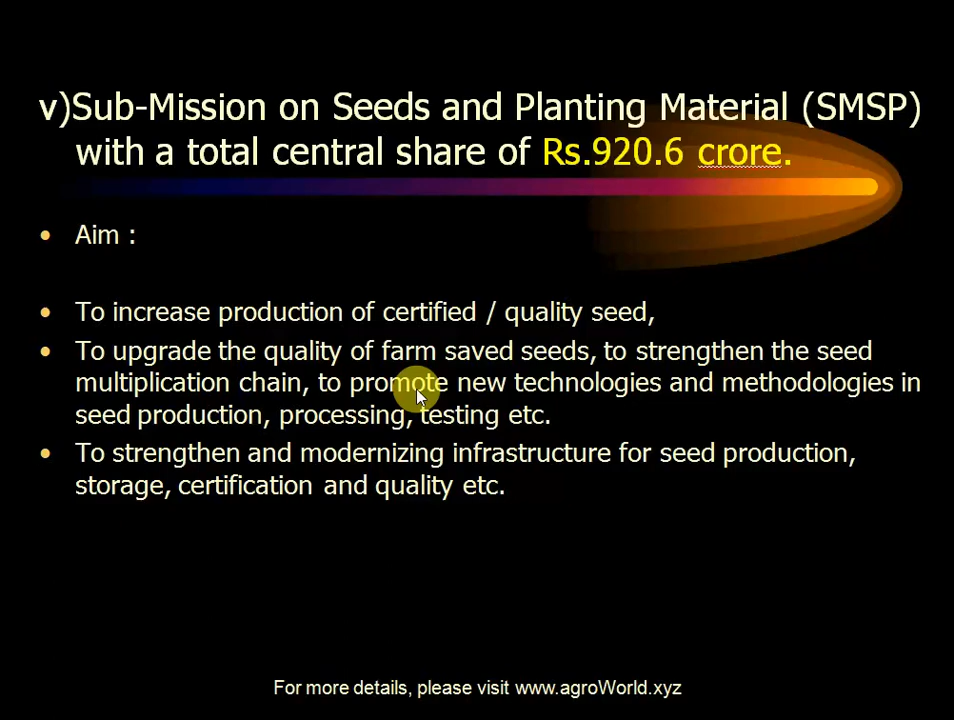 v)Sub-Mission on Seeds and Planting Material (SMSP)
with a total central share of Rs.920.6 crore.
• Aim :
• To increase production of certified / quality seed,
• To upgrade the quality of farm saved seeds, to strengthen the seed
multiplication chain, to promote new technologies and methodologies in
seed production, processing, testing etc.
• To strengthen and modernizing infrastructure for seed production,
storage, certification and quality etc.
For more details, please visit www.agroWorld.xyz